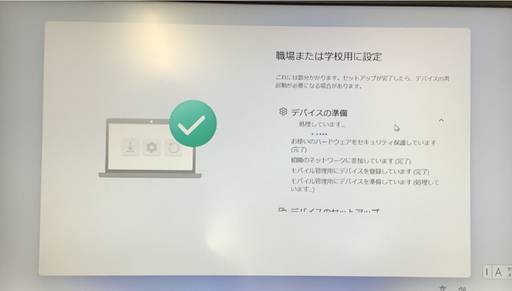 職場または学校用に設定
これには数分かかります。セットアップが完了したら、デバイスの再
起動が必要になる場合があります。
デバイスの準備
処理しています..
お使いのハードウェアをセキュリティ保護しています
(完了)
組織のネットワークに参加しています (完了)
モバイル管理用にデバイスを登録しています (完了)
モバイル管理用にデバイスを準備しています (処理して
います..)
デバイスのセットアップ
A